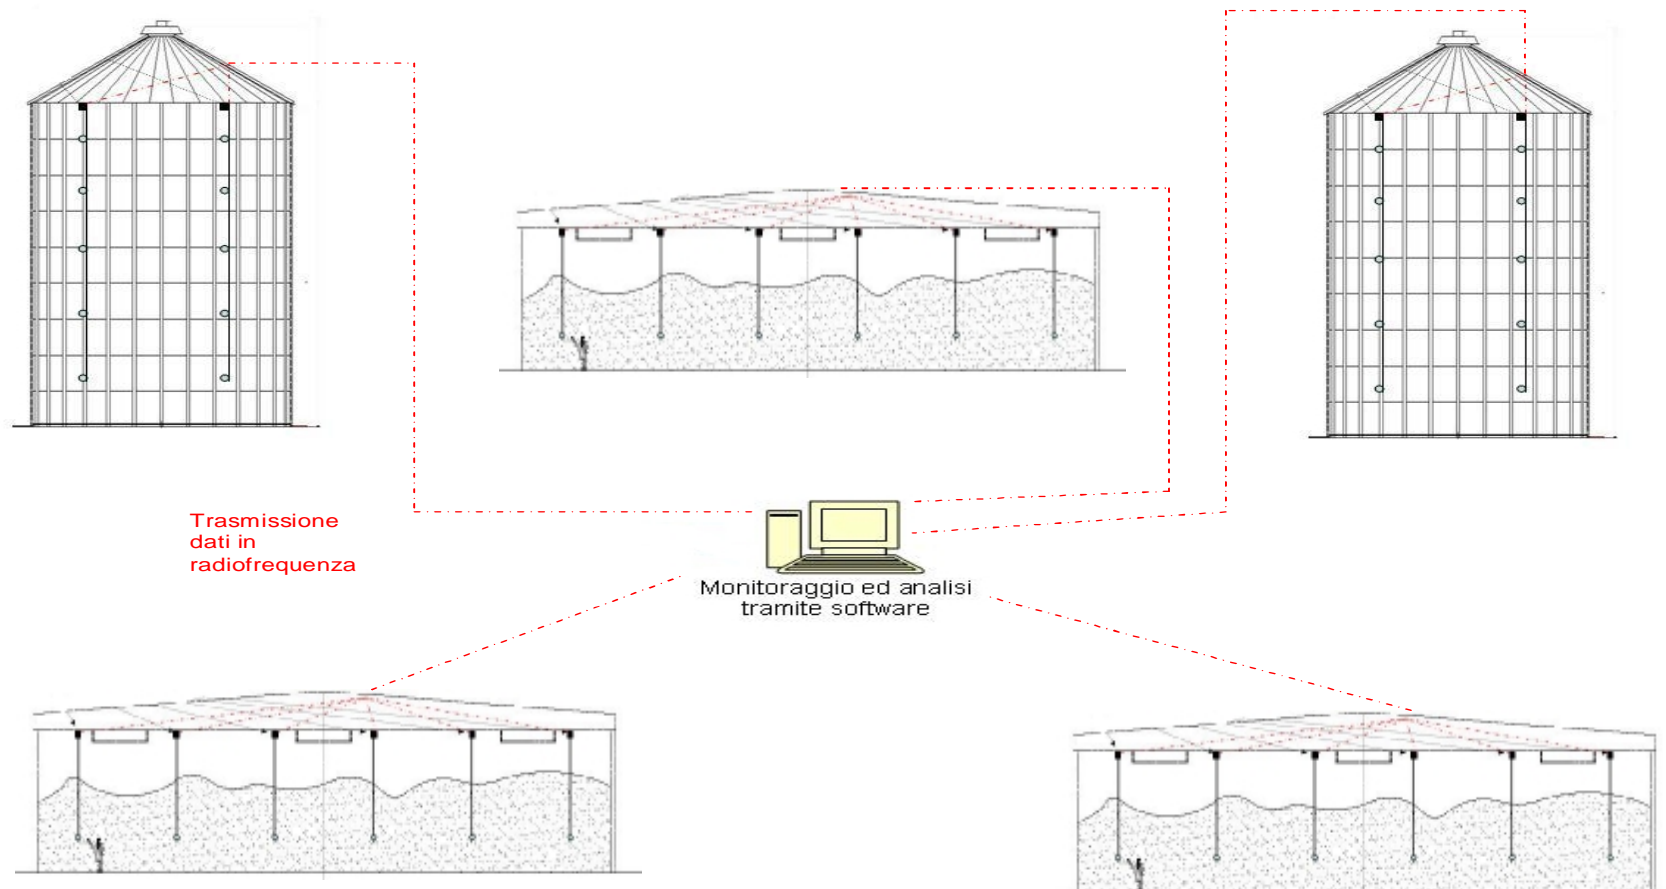 Trasmissione
dati in
radiofrequenza
Monitoraggio ed analisi
tramite software